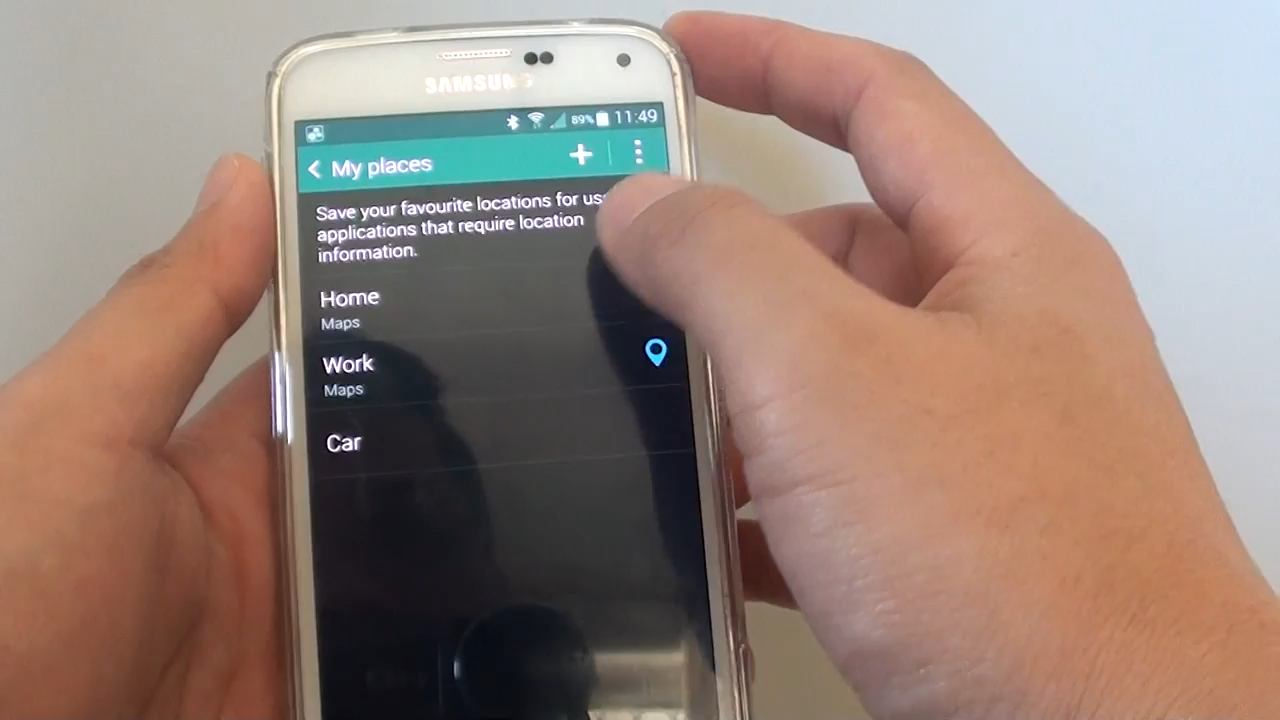 SAMSUNG
89% 11:49
My places
Save your favourite locations for
applications that require location
information.
Home
Maps
Work
Maps
Car